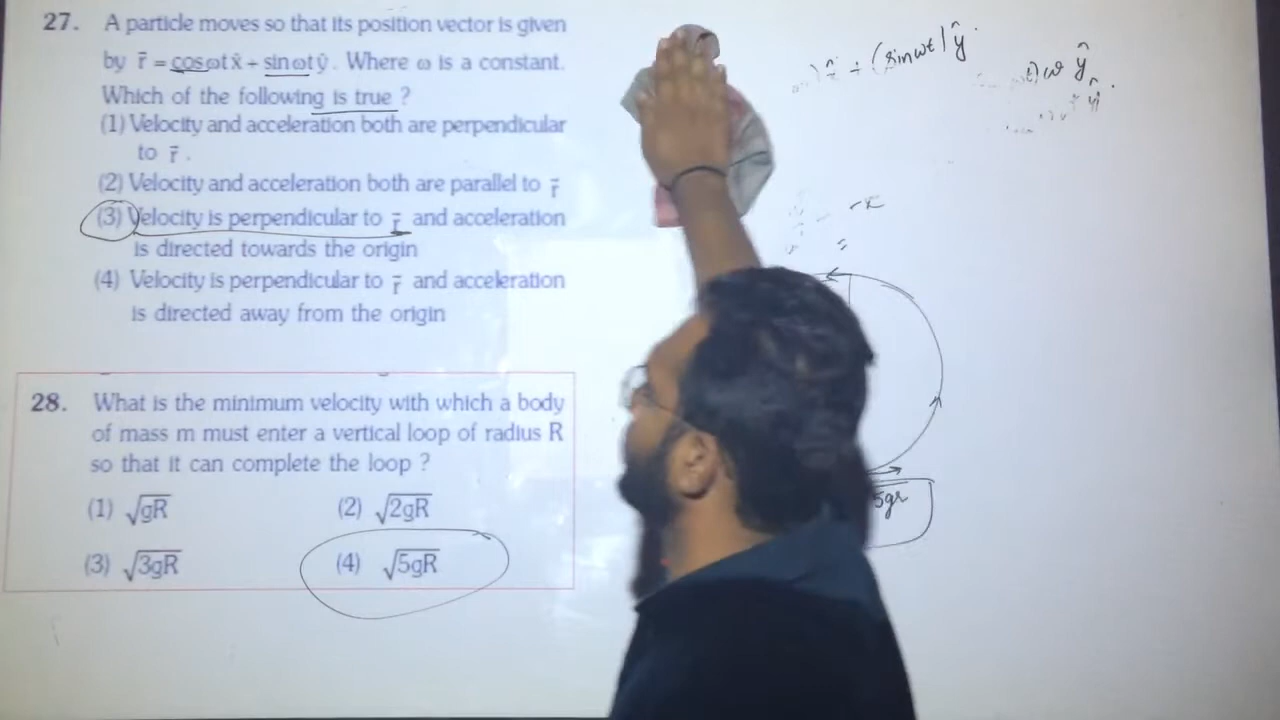 27. A particle moves so that its position vector is given
by r̄ = cosωt x̂ + sinωt ŷ. Where ω is a constant.
Which of the following is true ?
(1) Velocity and acceleration both are perpendicular
to r̄.
(2) Velocity and acceleration both are parallel to r̄
(3) Velocity is perpendicular to r̄ and acceleration
is directed towards the origin
(4) Velocity is perpendicular to r̄ and acceleration
is directed away from the origin
28. What is the minimum velocity with which a body
of mass m must enter a vertical loop of radius R
so that it can complete the loop ?
(1) √gR (2) √2gR
(3) √3gR (4) √5gR
+ (sinωt) ŷ
) ω ŷ
5gr